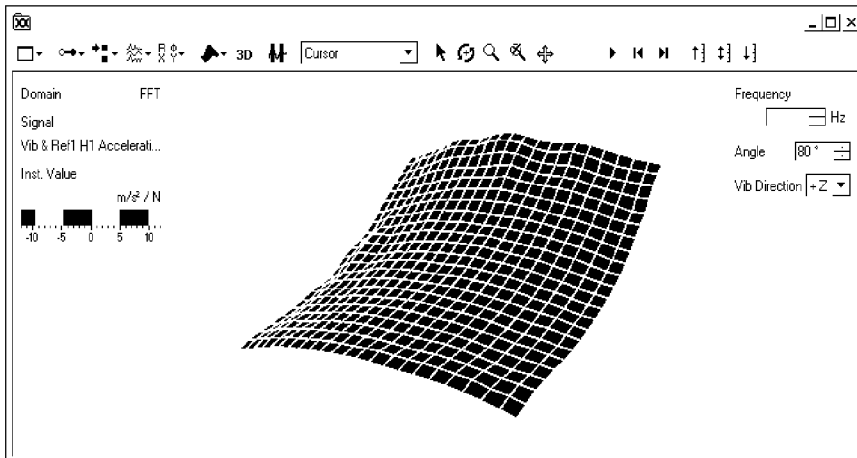 3D Cursor
Domain FFT
Signal
Vib & Ref1 H1 Accelerati...
Inst. Value
m/s² / N
-10 -5 0 5 10
Frequency
Hz
Angle 80 °
Vib Direction +Z